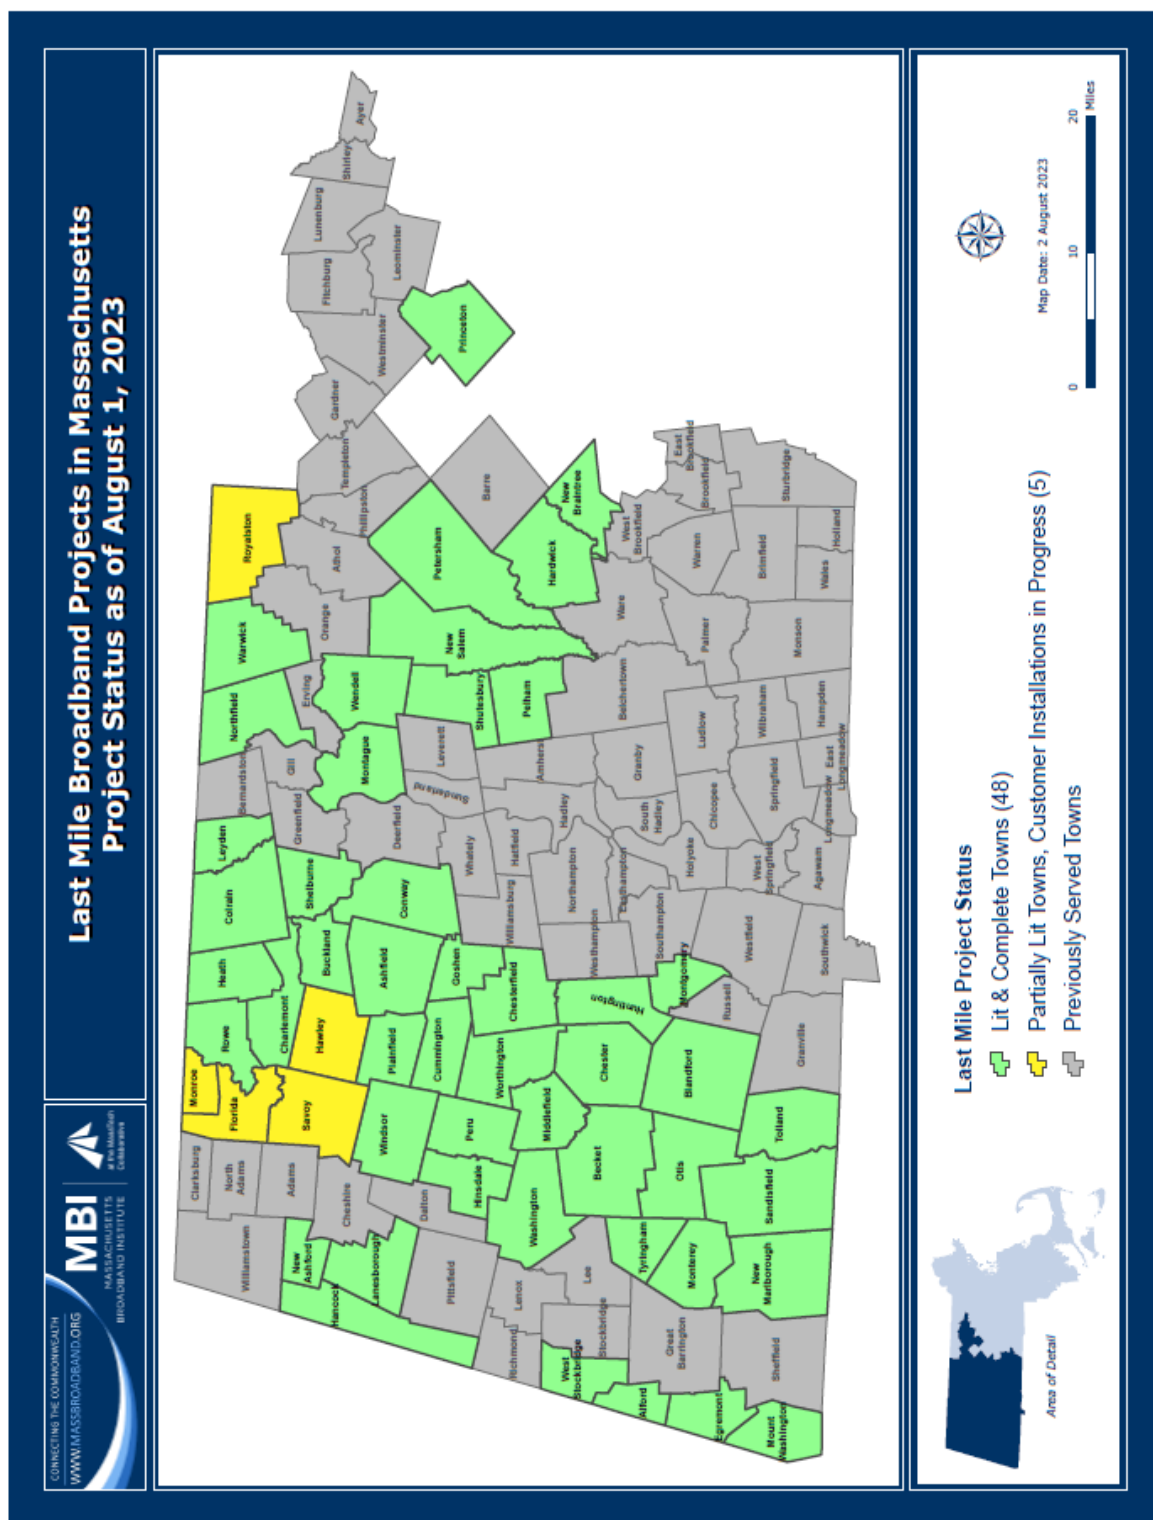 Last Mile Broadband Projects in Massachusetts
Project Status as of August 1, 2023
CONNECTING THE COMMONWEALTH
WWW.MASSBROADBAND.ORG
MBI
MASSACHUSETTS
BROADBAND INSTITUTE
at the MassTech
Collaborative
Williamstown
Clarksburg
North
Adams
Adams
Cheshire
New
Ashford
Hancock
Lanesborough
Dalton
Pittsfield
Richmond
Lenox
Lee
Stockbridge
West
Stockbridge
Great
Barrington
Alford
Egremont
Mount
Washington
Sheffield
Monroe
Florida
Savoy
Hawley
Windsor
Peru
Hinsdale
Washington
Middlefield
Becket
Otis
Tyringham
Monterey
New
Marlborough
Sandisfield
Tolland
Rowe
Heath
Charlemont
Colrain
Leyden
Shelburne
Buckland
Ashfield
Conway
Plainfield
Cummington
Goshen
Chesterfield
Worthington
Chester
Huntington
Montgomery
Blandford
Russell
Granville
Bernardston
Northfield
Gill
Greenfield
Deerfield
Whately
Williamsburg
Hatfield
Northampton
Westhampton
Easthampton
Southampton
Westfield
Southwick
Warwick
Erving
Wendell
Montague
Leverett
Sunderland
Shutesbury
Pelham
Amherst
Hadley
South
Hadley
Granby
Belchertown
Holyoke
Chicopee
Ludlow
West
Springfield
Springfield
Wilbraham
Agawam
Longmeadow
East
Longmeadow
Hampden
Royalston
Orange
Athol
Phillipston
Templeton
New
Salem
Petersham
Barre
Hardwick
New
Braintree
Ware
West
Brookfield
East
Brookfield
Brookfield
Warren
Palmer
Monson
Brimfield
Wales
Holland
Sturbridge
Gardner
Westminster
Princeton
Fitchburg
Leominster
Lunenburg
Shirley
Ayer
Area of Detail
Last Mile Project Status
Lit & Complete Towns (48)
Partially Lit Towns, Customer Installations in Progress (5)
Previously Served Towns
Map Date: 2 August 2023
0 10 20
Miles